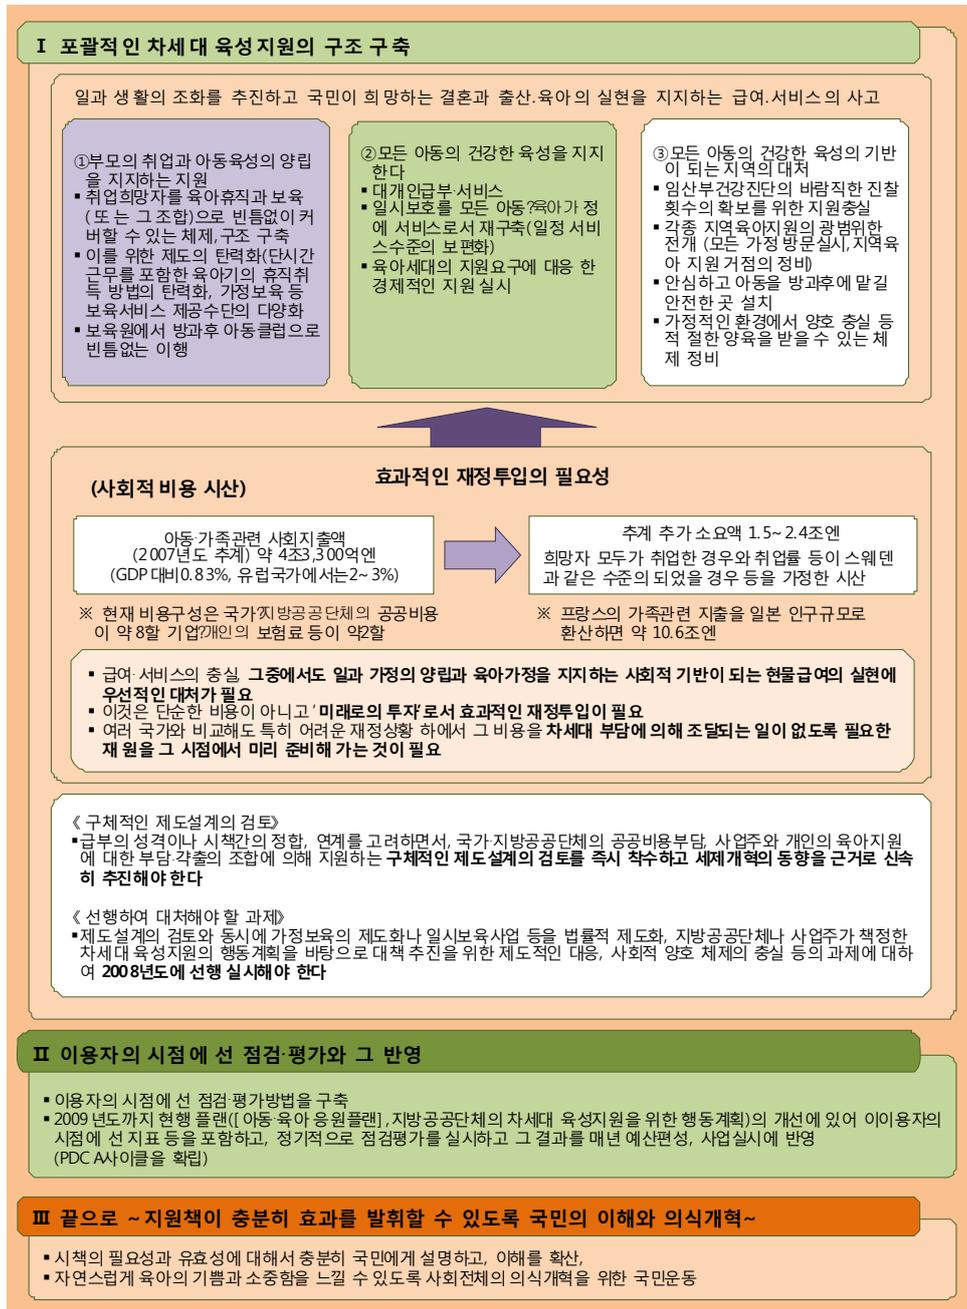 Ⅰ 포괄적인 차세대 육성지원의 구조 구축
일과 생활의 조화를 추진하고 국민이 희망하는 결혼과 출산.육아의 실현을 지지하는 급여.서비스의 사고
①부모의 취업과 아동육성의 양립
을 지지하는 지원
▪ 취업희망자를 육아휴직과 보육
(또는 그 조합)으로 빈틈없이 커
버할 수 있는 체제,구조 구축
▪ 이를 위한 제도의 탄력화(단시간
근무를 포함한 육아기의 휴직취
득 방법의 탄력화, 가정보육 등
보육서비스 제공수단의 다양화
▪ 보육원에서 방과후 아동클럽으로
빈틈없는 이행
②모든 아동의 건강한 육성을 지지
한다
▪ 대개인급부·서비스
▪ 일시보호를 모든 아동?육아가 정
에 서비스로서 재구축(일정 서비
스수준의 보편화)
▪ 육아세대의 지원요구에 대응 한
경제적인 지원 실시
③모든 아동의 건강한 육성의 기반
이 되는 지역의 대처
▪ 임산부건강진단의 바람직한 진찰
횟수의 확보를 위한 지원충실
▪ 각종 지역육아지원의 광범위한
전개 (모든 가정 방문실시,지역육
아 지원 거점의 정비)
▪ 안심하고 아동을 방과후에 맡길
안전한 곳 설치
▪ 가정적인 환경에서 양호 충실 등
적 절한 양육을 받을 수 있는 체
제 정비
효과적인 재정투입의 필요성
(사회적 비용 시산)
아동·가족관련 사회지출액
(2007년도 추계) 약 4조3,300억엔
(GDP대비0.83%, 유럽국가에서는2~3%)
추계 추가 소요액 1.5~2.4조엔
희망자 모두가 취업한 경우와 취업률 등이 스웨덴
과 같은 수준의 되었을 경우 등을 가정한 시산
※ 현재 비용구성은 국가?지방공공단체의 공공비용
이 약 8할 기업?개인의 보험료 등이 약2할
※ 프랑스의 가족관련 지출을 일본 인구규모로
환산하면 약 10.6조엔
▪ 급여·서비스의 충실, 그중에서도 일과 가정의 양립과 육아가정을 지지하는 사회적 기반이 되는 현물급여의 실현에
우선적인 대처가 필요
▪ 이것은 단순한 비용이 아니고 '미래로의 투자'로서 효과적인 재정투입이 필요
▪ 여러 국가와 비교해도 특히 어려운 재정상황 하에서 그 비용을 차세대 부담에 의해 조달되는 일이 없도록 필요한
재원을 그 시점에서 미리 준비해 가는 것이 필요
《 구체적인 제도설계의 검토》
▪급부의 성격이나 시책간의 정합, 연계를 고려하면서, 국가·지방공공단체의 공공비용부담, 사업주와 개인의 육아지원
에 대한 부담·갹출의 조합에 의해 지원하는 구체적인 제도설계의 검토를 즉시 착수하고 세제개혁의 동향을 근거로 신속
히 추진해야 한다
《 선행하여 대처해야 할 과제》
▪제도설계의 검토와 동시에 가정보육의 제도화나 일시보육사업 등을 법률적 제도화, 지방공공단체나 사업주가 책정한
차세대 육성지원의 행동계획을 바탕으로 대책 추진을 위한 제도적인 대응, 사회적 양호 체제의 충실 등의 과제에 대하
여 2008년도에 선행 실시해야 한다
Ⅱ 이용자의 시점에 선 점검·평가와 그 반영
▪ 이용자의 시점에 선 점검·평가방법을 구축
▪ 2009년도까지 현행 플랜([아동·육아 응원플랜],지방공공단체의 차세대 육성지원을 위한 행동계획)의 개선에 있어 이이용자의
시점에 선 지표 등을 포함하고, 정기적으로 점검평가를 실시하고 그 결과를 매년 예산편성, 사업실시에 반영
(PDCA사이클을 확립)
Ⅲ 끝으로 ~지원책이 충분히 효과를 발휘할 수 있도록 국민의 이해와 의식개혁~
▪ 시책의 필요성과 유효성에 대해서 충분히 국민에게 설명하고, 이해를 확산,
▪ 자연스럽게 육아의 기쁨과 소중함을 느낄 수 있도록 사회전체의 의식개혁을 위한 국민운동